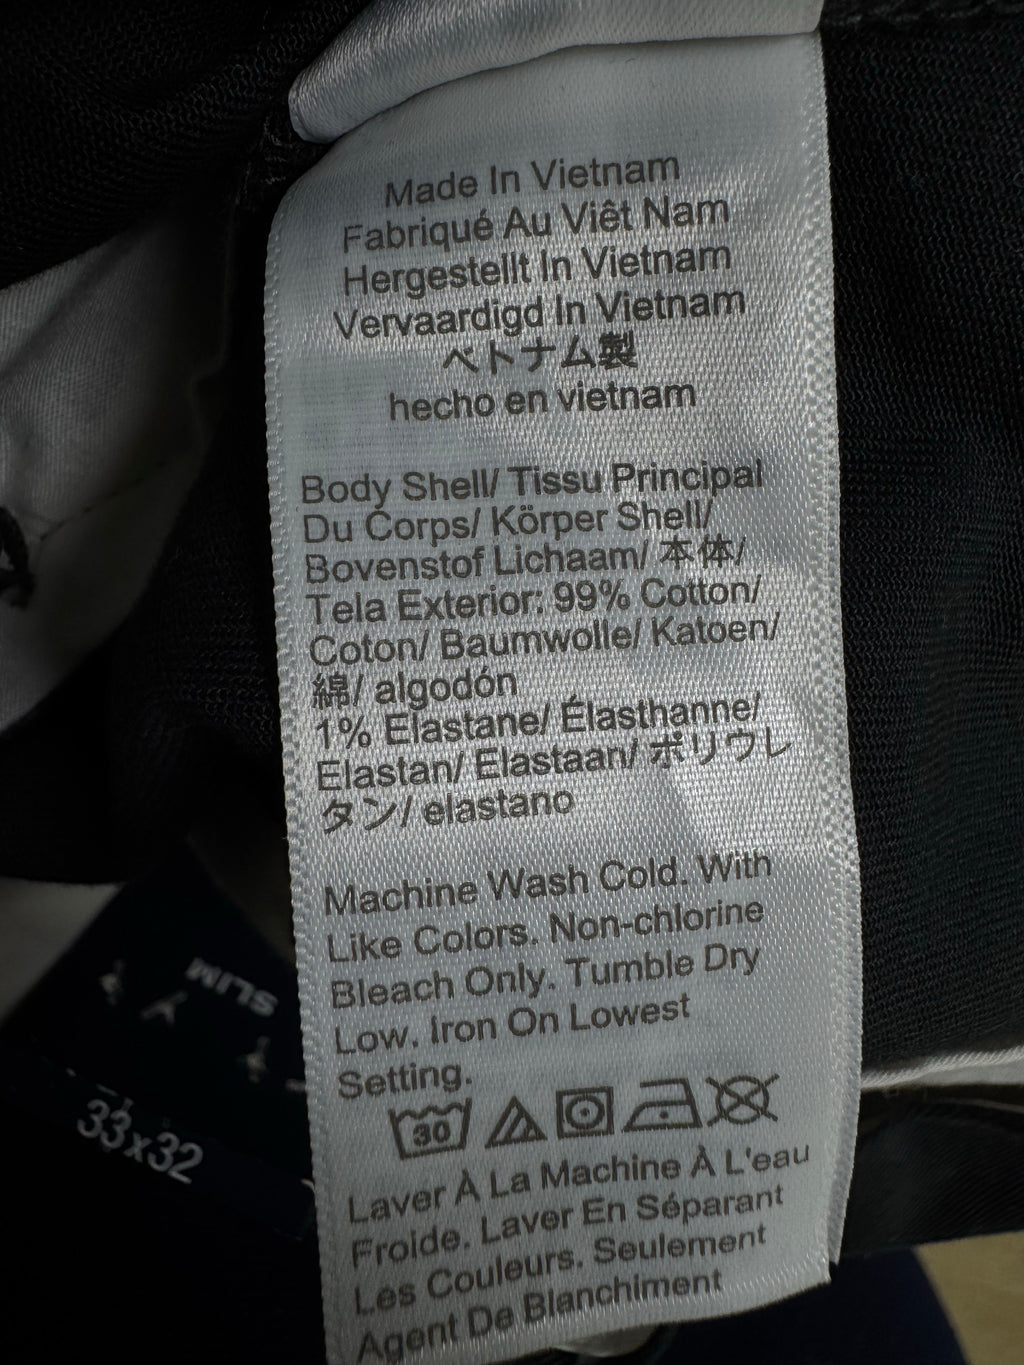 Made In Vietnam
Fabriqué Au Viêt Nam
Hergestellt In Vietnam
Vervaardigd In Vietnam
ベトナム製
hecho en vietnam
Body Shell/ Tissu Principal
Du Corps/ Körper Shell/
Bovenstof Lichaam/ 本体/
Tela Exterior: 99% Cotton/
Coton/ Baumwolle/ Katoen/
綿/ algodón
1% Elastane/ Élasthanne/
Elastan/ Elastaan/ ポリウレ
タン/ elastano
Machine Wash Cold. With
Like Colors. Non-chlorine
Bleach Only. Tumble Dry
Low. Iron On Lowest
Setting.
30
Laver À La Machine À L'eau
Froide. Laver En Séparant
Les Couleurs. Seulement
Agent De Blanchiment
SLIM
33x32